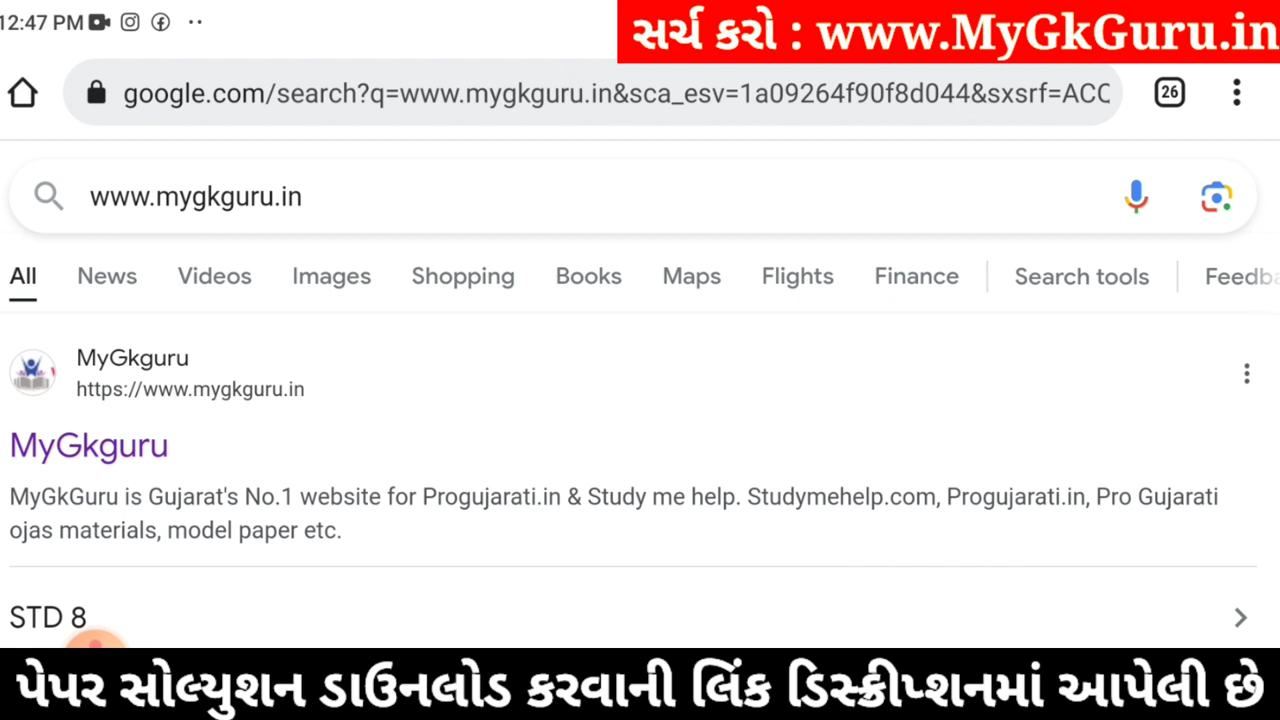 12:47 PM
સર્ચ કરો : www.MyGkGuru.in
google.com/search?q=www.mygkguru.in&sca_esv=1a09264f90f8d044&sxsrf=ACC
26
www.mygkguru.in
All News Videos Images Shopping Books Maps Flights Finance Search tools Feedba
MyGkguru
https://www.mygkguru.in
MyGkguru
MyGkGuru is Gujarat's No.1 website for Progujarati.in & Study me help. Studymehelp.com, Progujarati.in, Pro Gujarati
ojas materials, model paper etc.
STD 8
પેપર સોલ્યુશન ડાઉનલોડ કરવાની લિંક ડિસ્ક્રીપ્શનમાં આપેલી છે